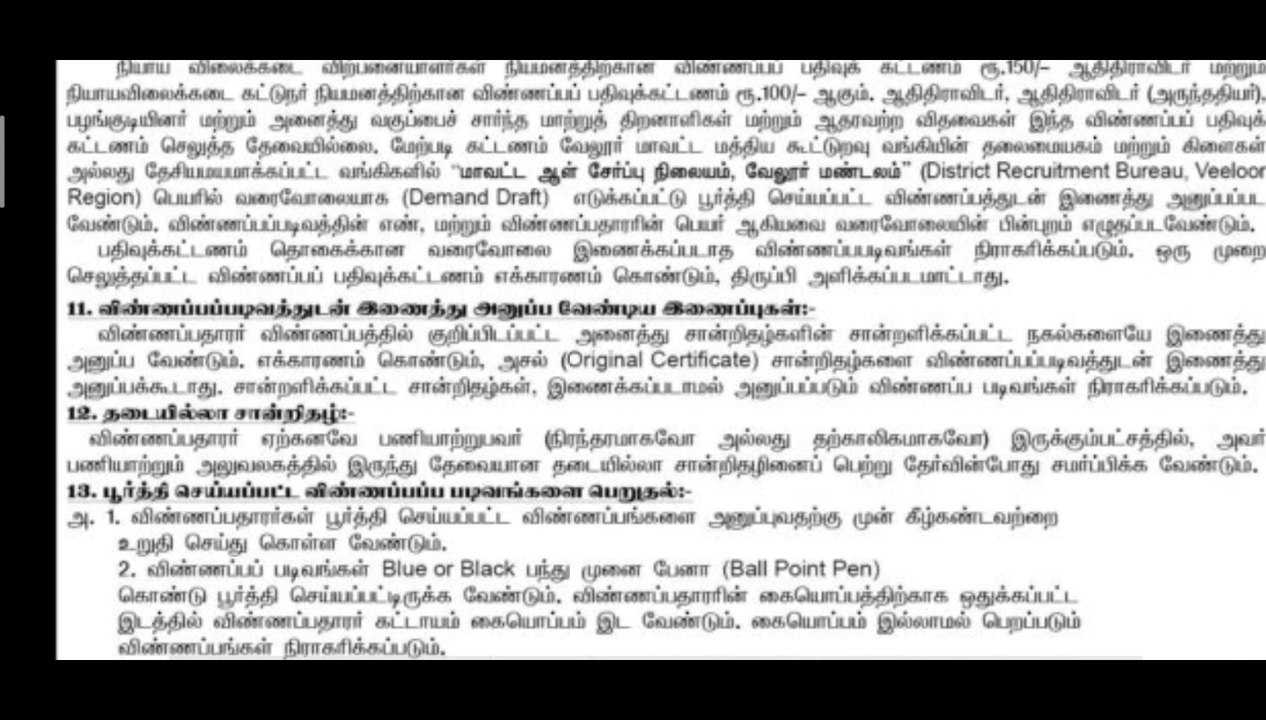 நியாய விலைக்கடை விற்பனையாளர்கள் நியமனத்திற்கான விண்ணப்பப் பதிவுக் கட்டணம் ரூ.150/– ஆதிதிராவிடர் மற்றும்
நியாயவிலைக்கடை கட்டுநர் நியமனத்திற்கான விண்ணப்பப் பதிவுக்கட்டணம் ரூ.100/– ஆகும். ஆதிதிராவிடர், ஆதிதிராவிடர் (அருந்ததியர்),
பழங்குடியினர் மற்றும் அனைத்து வகுப்பைச் சார்ந்த மாற்றுத் திறனாளிகள் மற்றும் ஆதரவற்ற விதவைகள் இந்த விண்ணப்பப் பதிவுக்
கட்டணம் செலுத்த தேவையில்லை. மேற்படி கட்டணம் வேலூர் மாவட்ட மத்திய கூட்டுறவு வங்கியின் தலைமையகம் மற்றும் கிளைகள்
அல்லது தேசியமயமாக்கப்பட்ட வங்கிகளில் "மாவட்ட ஆள் சேர்ப்பு நிலையம், வேலூர் மண்டலம்" (District Recruitment Bureau, Veeloor
Region) பெயரில் வரைவோலையாக (Demand Draft) எடுக்கப்பட்டு பூர்த்தி செய்யப்பட்ட விண்ணப்பத்துடன் இணைத்து அனுப்பப்பட
வேண்டும். விண்ணப்பப்படிவத்தின் எண், மற்றும் விண்ணப்பதாரரின் பெயர் ஆகியவை வரைவோலையின் பின்புறம் எழுதப்படவேண்டும்.
பதிவுக்கட்டணம் தொகைக்கான வரைவோலை இணைக்கப்படாத விண்ணப்பபடிவங்கள் நிராகரிக்கப்படும். ஒரு முறை
செலுத்தப்பட்ட விண்ணப்பப் பதிவுக்கட்டணம் எக்காரணம் கொண்டும், திருப்பி அளிக்கப்படமாட்டாது.
11. விண்ணப்பப்படிவத்துடன் இணைத்து அனுப்ப வேண்டிய இணைப்புகள்:-
விண்ணப்பதாரர் விண்ணப்பத்தில் குறிப்பிடப்பட்ட அனைத்து சான்றிதழ்களின் சான்றளிக்கப்பட்ட நகல்களையே இணைத்து
அனுப்ப வேண்டும். எக்காரணம் கொண்டும், அசல் (Original Certificate) சான்றிதழ்களை விண்ணப்பப்படிவத்துடன் இணைத்து
அனுப்பக்கூடாது. சான்றளிக்கப்பட்ட சான்றிதழ்கள், இணைக்கப்படாமல் அனுப்பப்படும் விண்ணப்ப படிவங்கள் நிராகரிக்கப்படும்.
12. தடையில்லா சான்றிதழ்:-
விண்ணப்பதாரர் ஏற்கனவே பணியாற்றுபவர் (நிரந்தரமாகவோ அல்லது தற்காலிகமாகவோ) இருக்கும்பட்சத்தில், அவர்
பணியாற்றும் அலுவலகத்தில் இருந்து தேவையான தடையில்லா சான்றிதழினைப் பெற்று தேர்வின்போது சமர்ப்பிக்க வேண்டும்.
13. பூர்த்தி செய்யப்பட்ட விண்ணப்பப்ப படிவங்களை பெறுதல்:-
அ. 1. விண்ணப்பதாரர்கள் பூர்த்தி செய்யப்பட்ட விண்ணப்பங்களை அனுப்புவதற்கு முன் கீழ்கண்டவற்றை
உறுதி செய்து கொள்ள வேண்டும்.
2. விண்ணப்பப் படிவங்கள் Blue or Black பந்து முனை பேனா (Ball Point Pen)
கொண்டு பூர்த்தி செய்யப்பட்டிருக்க வேண்டும். விண்ணப்பதாரரின் கையொப்பத்திற்காக ஒதுக்கப்பட்ட
இடத்தில் விண்ணப்பதாரர் கட்டாயம் கையொப்பம் இட வேண்டும். கையொப்பம் இல்லாமல் பெறப்படும்
விண்ணப்பங்கள் நிராகரிக்கப்படும்.